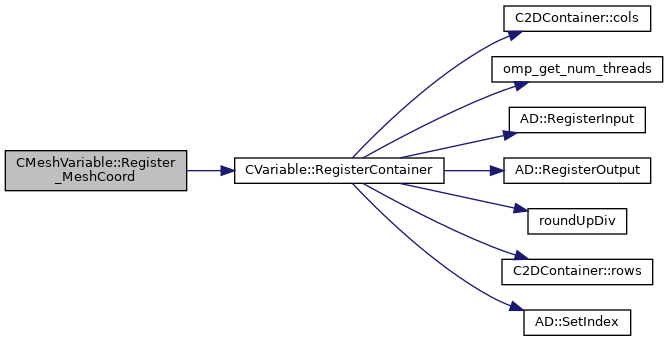 CMeshVariable::Register
_MeshCoord
CVariable::RegisterContainer
C2DContainer::cols
omp_get_num_threads
AD::RegisterInput
AD::RegisterOutput
roundUpDiv
C2DContainer::rows
AD::SetIndex